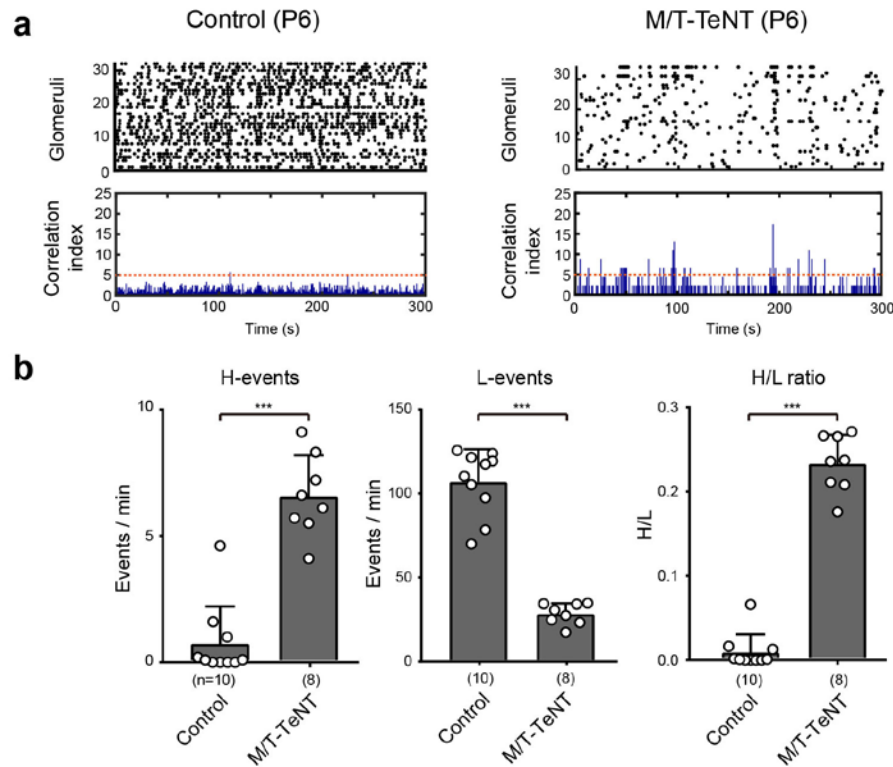 a
Control (P6)
M/T-TeNT (P6)
Glomeruli
30
20
10
0
Glomeruli
30
20
10
0
Correlation
index
25
20
15
10
5
0
0
100
200
300
Time (s)
Correlation
index
25
20
15
10
5
0
0
100
200
300
Time (s)
b
H-events
***
Events / min
10
5
0
(n=10)
(8)
Control
M/T-TeNT
L-events
***
Events / min
150
100
50
0
(10)
(8)
Control
M/T-TeNT
H/L ratio
***
H/L
0.3
0.2
0.1
0.0
(10)
(8)
Control
M/T-TeNT